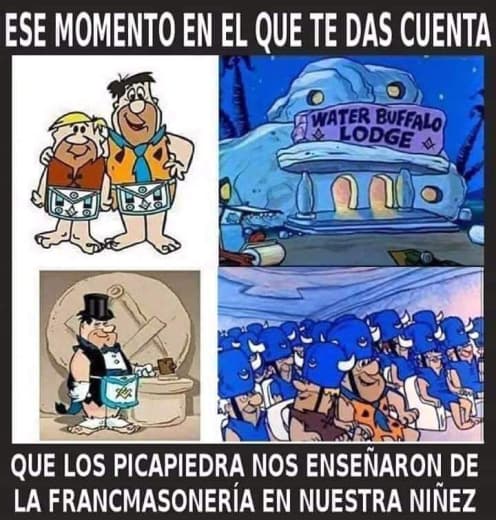 ESE MOMENTO EN EL QUE TE DAS CUENTA
WATER BUFFALO
LODGE
QUE LOS PICAPIEDRA NOS ENSEÑARON DE
LA FRANCMASONERÍA EN NUESTRA NIÑEZ